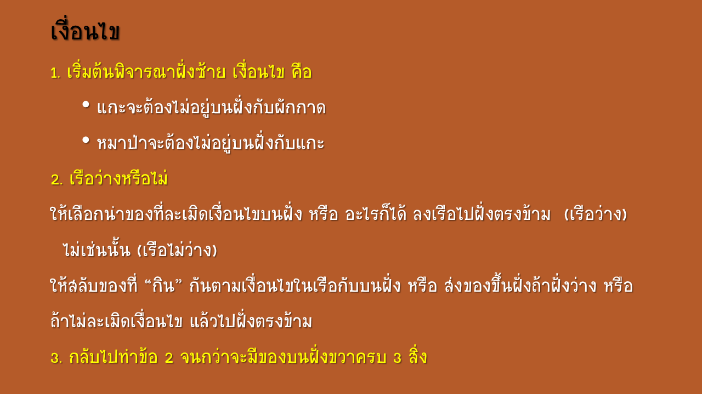 เงื่อนไข
1. เริ่มต้นพิจารณาฝั่งซ้าย เงื่อนไข คือ
• แกะจะต้องไม่อยู่บนฝั่งกับผักกาด
• หมาป่าจะต้องไม่อยู่บนฝั่งกับแกะ
2. เรือว่างหรือไม่
ให้เลือกนำของที่ละเมิดเงื่อนไขบนฝั่ง หรือ อะไรก็ได้ ลงเรือไปฝั่งตรงข้าม (เรือว่าง)
ไม่เช่นนั้น (เรือไม่ว่าง)
ให้สลับของที่ “กิน” กันตามเงื่อนไขในเรือกับบนฝั่ง หรือ ส่งของขึ้นฝั่งถ้าฝั่งว่าง หรือ
ถ้าไม่ละเมิดเงื่อนไข แล้วไปฝั่งตรงข้าม
3. กลับไปทำข้อ 2 จนกว่าจะมีของบนฝั่งขวาครบ 3 สิ่ง